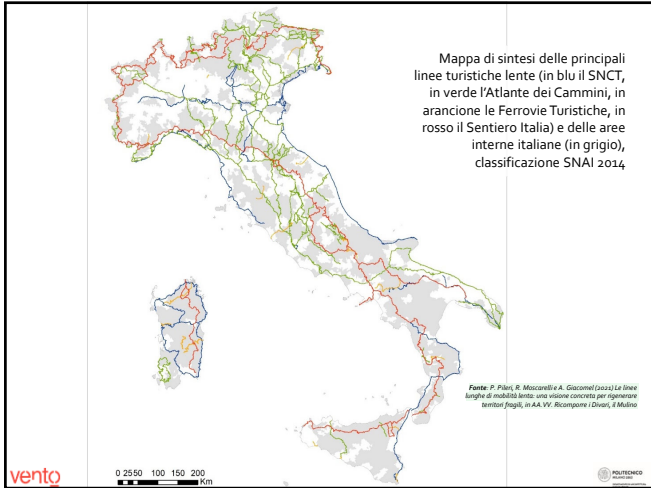 Mappa di sintesi delle principali
linee turistiche lente (in blu il SNCT,
in verde l'Atlante dei Cammini, in
arancione le Ferrovie Turistiche, in
rosso il Sentiero Italia) e delle aree
interne italiane (in grigio),
classificazione SNAI 2014
Fonte: P. Pileri, R. Moscarelli e A. Giacomel (2021) Le linee
lunghe di mobilità lenta: una visione concreta per rigenerare
territori fragili, in AA.VV. Ricomporre i Divari, il Mulino
vento
0 25 50 100 150 200
Km
POLITECNICO
MILANO 1863